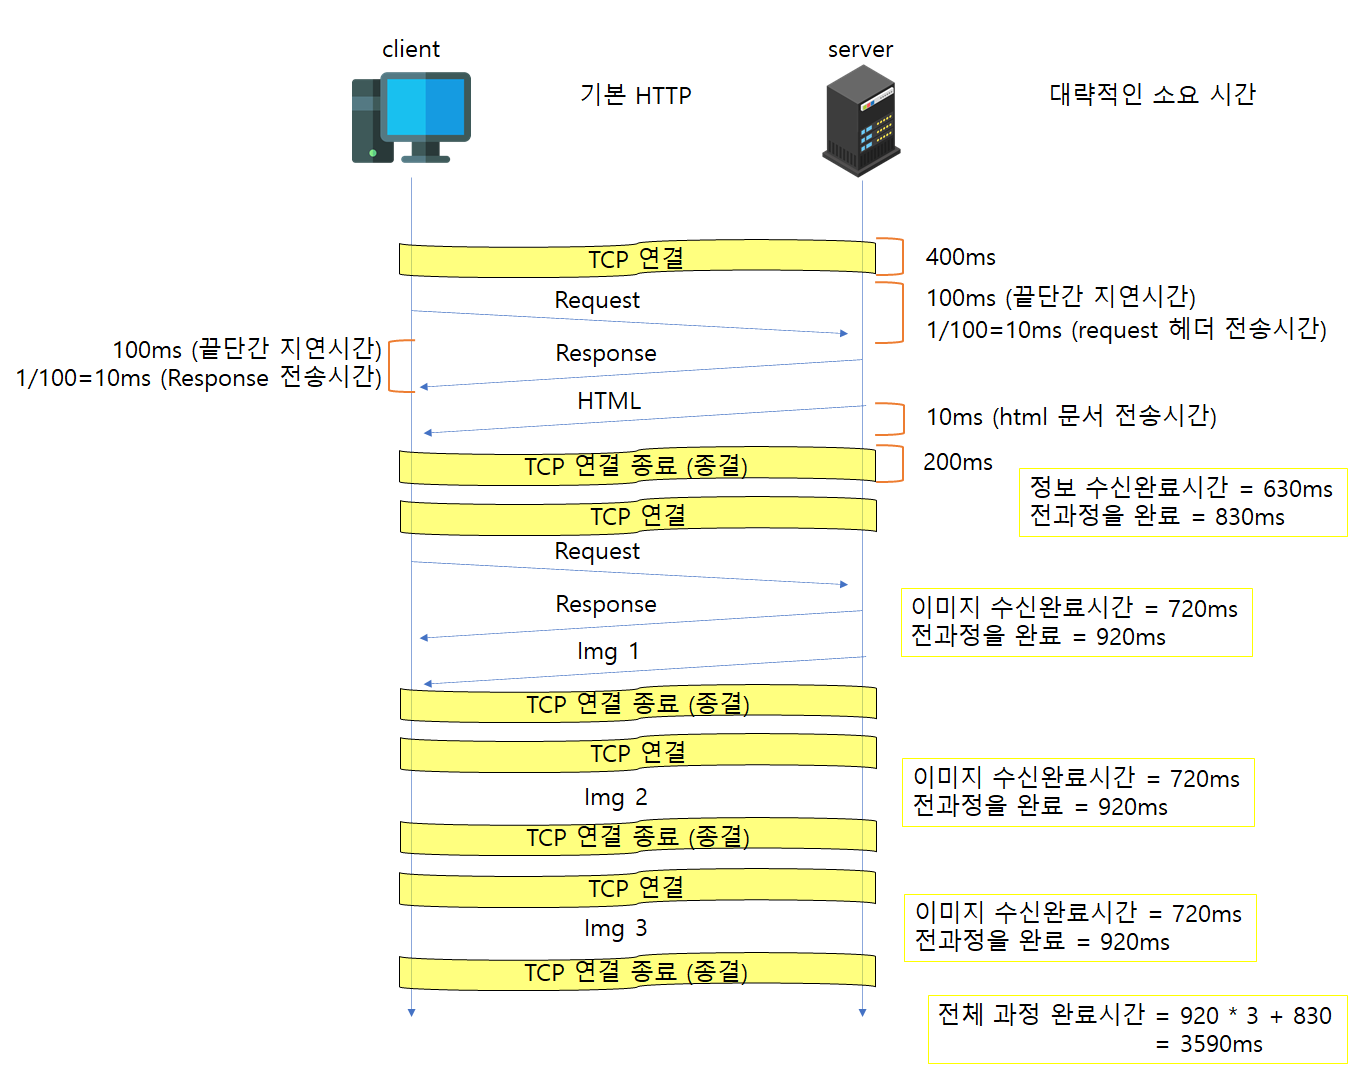 client
server
기본 HTTP
대략적인 소요 시간
TCP 연결
400ms
Request
100ms (끝단간 지연시간)
1/100=10ms (request 헤더 전송시간)
100ms (끝단간 지연시간)
1/100=10ms (Response 전송시간)
Response
HTML
10ms (html 문서 전송시간)
TCP 연결 종료 (종결)
200ms
정보 수신완료시간 = 630ms
전과정을 완료 = 830ms
TCP 연결
Request
Response
이미지 수신완료시간 = 720ms
전과정을 완료 = 920ms
Img 1
TCP 연결 종료 (종결)
TCP 연결
이미지 수신완료시간 = 720ms
전과정을 완료 = 920ms
Img 2
TCP 연결 종료 (종결)
TCP 연결
이미지 수신완료시간 = 720ms
전과정을 완료 = 920ms
Img 3
TCP 연결 종료 (종결)
전체 과정 완료시간 = 920 * 3 + 830
= 3590ms